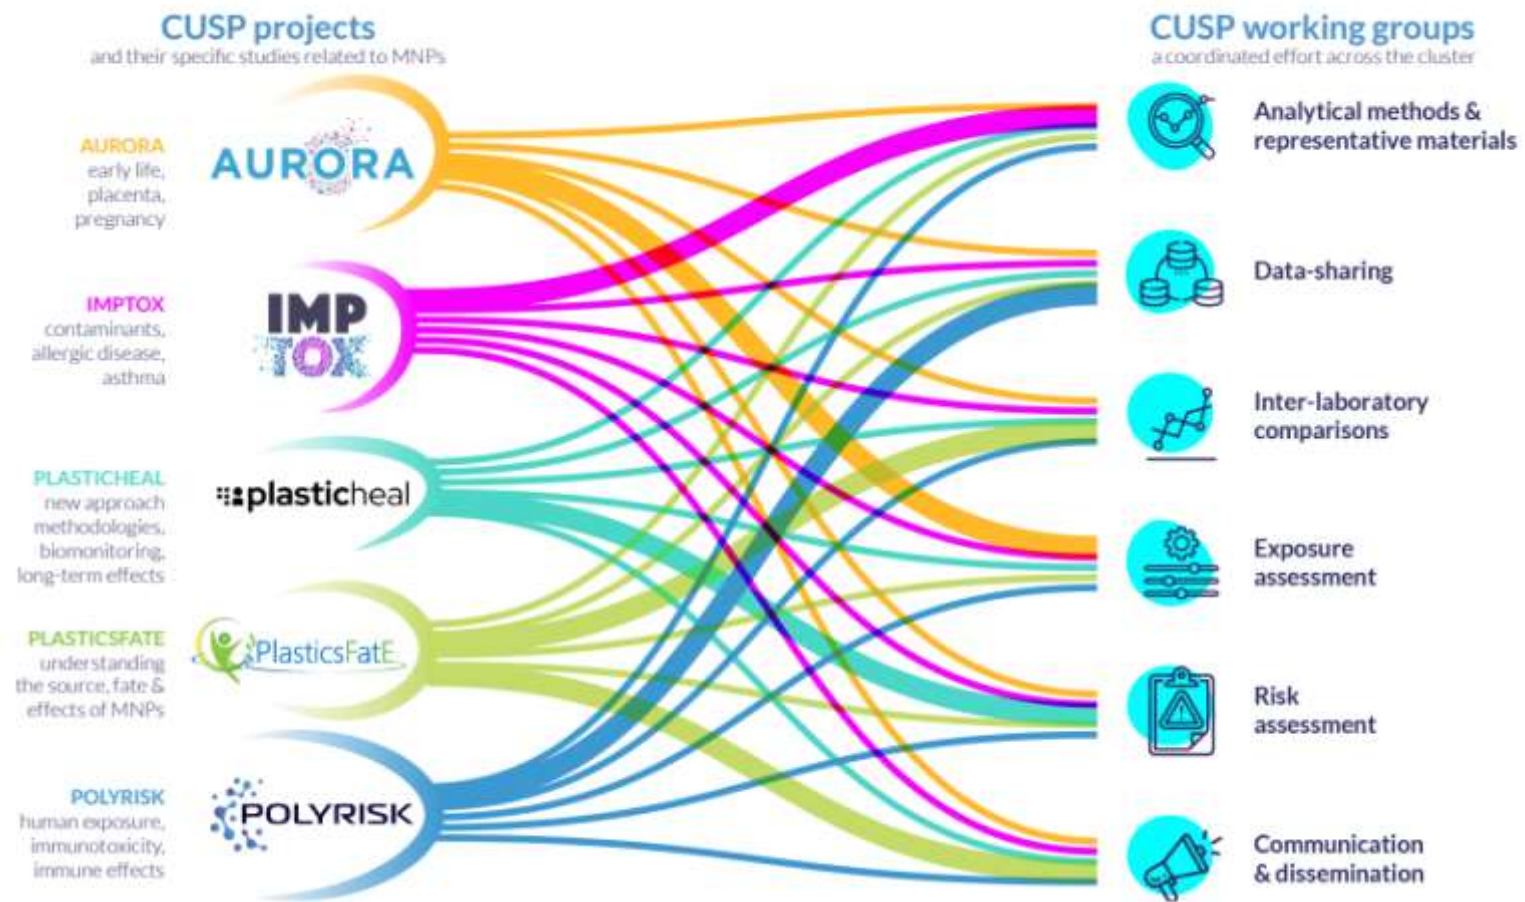 CUSP projects
and their specific studies related to MNPs
AURORA
early life,
placenta,
pregnancy
AURORA
IMPTOX
contaminants,
allergic disease,
asthma
IMP
TOX
PLASTICHEAL
new approach
methodologies,
biomonitoring,
long-term effects
plasticheal
PLASTICSFATE
understanding
the source, fate &
effects of MNPs
PlasticsFatE
POLYRISK
human exposure,
immunotoxicity,
immune effects
POLYRISK
CUSP working groups
a coordinated effort across the cluster
Analytical methods &
representative materials
Data-sharing
Inter-laboratory
comparisons
Exposure
assessment
Risk
assessment
Communication
& dissemination